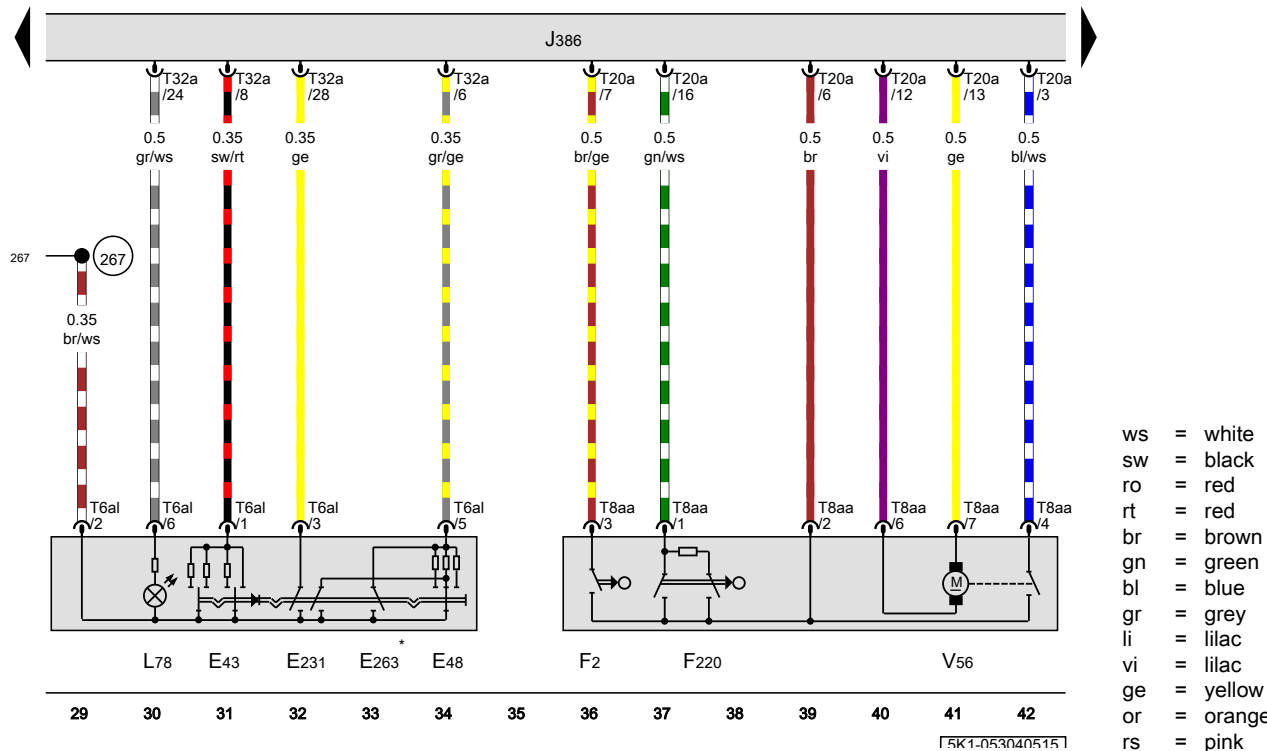 J386
T32a /24
T32a /8
T32a /28
T32a /6
T20a /7
T20a /16
T20a /6
T20a /12
T20a /13
T20a /3
0.5 gr/ws
0.35 sw/rt
0.35 ge
0.35 gr/ge
0.5 br/ge
0.5 gn/ws
0.5 br
0.5 vi
0.5 ge
0.5 bl/ws
267
267
0.35 br/ws
T6al /2
T6al /6
T6al /1
T6al /3
T6al /5
T8aa /3
T8aa /1
T8aa /2
T8aa /6
T8aa /7
T8aa /4
M
L78
E43
E231
E263*
E48
F2
F220
V56
29 30 31 32 33 34 35 36 37 38 39 40 41 42
5K1-053040515
ws = white
sw = black
ro = red
rt = red
br = brown
gn = green
bl = blue
gr = grey
li = lilac
vi = lilac
ge = yellow
or = orange
rs = pink